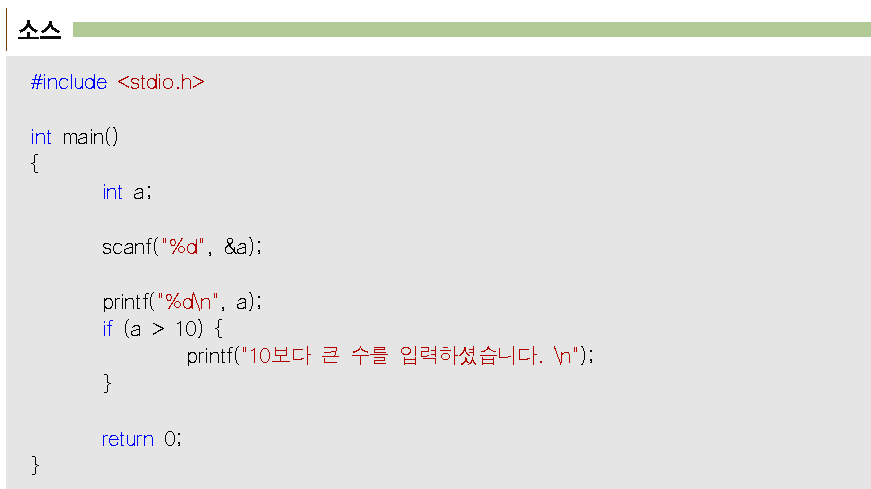 소스
#include <stdio.h>
int main()
{
int a;
scanf("%d", &a);
printf("%d\n", a);
if (a > 10) {
printf("10보다 큰 수를 입력하셨습니다. \n");
}
return 0;
}